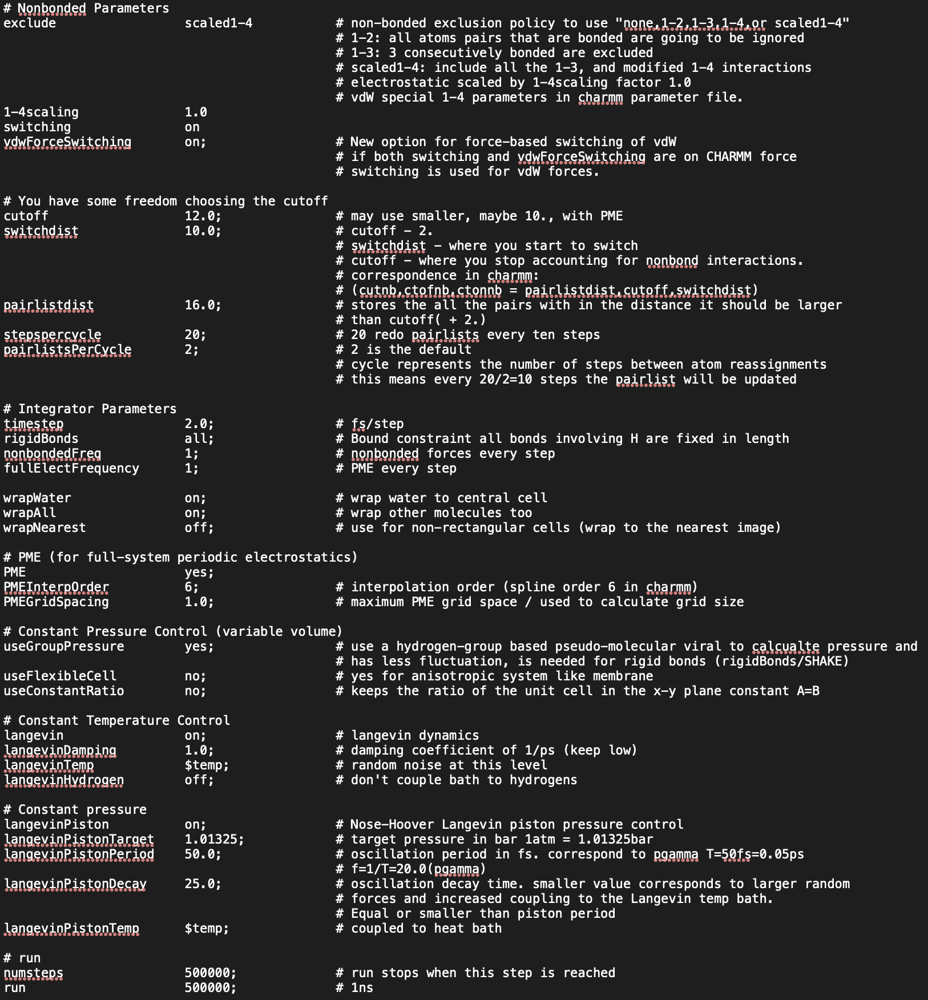 # Nonbonded Parameters
exclude scaled1-4 # non-bonded exclusion policy to use "none,1-2,1-3,1-4,or scaled1-4"
# 1-2: all atoms pairs that are bonded are going to be ignored
# 1-3: 3 consecutively bonded are excluded
# scaled1-4: include all the 1-3, and modified 1-4 interactions
# electrostatic scaled by 1-4scaling factor 1.0
# vdW special 1-4 parameters in charmm parameter file.
1-4scaling 1.0
switching on
vdwForceSwitching on; # New option for force-based switching of vdW
# if both switching and vdwForceSwitching are on CHARMM force
# switching is used for vdW forces.
# You have some freedom choosing the cutoff
cutoff 12.0; # may use smaller, maybe 10., with PME
switchdist 10.0; # cutoff - 2.
# switchdist - where you start to switch
# cutoff - where you stop accounting for nonbond interactions.
# correspondence in charmm:
# (cutnb,ctofnb,ctonnb = pairlistdist,cutoff,switchdist)
pairlistdist 16.0; # stores the all the pairs with in the distance it should be larger
# than cutoff( + 2.)
stepspercycle 20; # 20 redo pairlists every ten steps
pairlistsPerCycle 2; # 2 is the default
# cycle represents the number of steps between atom reassignments
# this means every 20/2=10 steps the pairlist will be updated
# Integrator Parameters
timestep 2.0; # fs/step
rigidBonds all; # Bound constraint all bonds involving H are fixed in length
nonbondedFreq 1; # nonbonded forces every step
fullElectFrequency 1; # PME every step
wrapWater on; # wrap water to central cell
wrapAll on; # wrap other molecules too
wrapNearest off; # use for non-rectangular cells (wrap to the nearest image)
# PME (for full-system periodic electrostatics)
PME yes;
PMEInterpOrder 6; # interpolation order (spline order 6 in charmm)
PMEGridSpacing 1.0; # maximum PME grid space / used to calculate grid size
# Constant Pressure Control (variable volume)
useGroupPressure yes; # use a hydrogen-group based pseudo-molecular viral to calcualte pressure and
# has less fluctuation, is needed for rigid bonds (rigidBonds/SHAKE)
useFlexibleCell no; # yes for anisotropic system like membrane
useConstantRatio no; # keeps the ratio of the unit cell in the x-y plane constant A=B
# Constant Temperature Control
langevin on; # langevin dynamics
langevinDamping 1.0; # damping coefficient of 1/ps (keep low)
langevinTemp $temp; # random noise at this level
langevinHydrogen off; # don't couple bath to hydrogens
# Constant pressure
langevinPiston on; # Nose-Hoover Langevin piston pressure control
langevinPistonTarget 1.01325; # target pressure in bar 1atm = 1.01325bar
langevinPistonPeriod 50.0; # oscillation period in fs. correspond to pgamma T=50fs=0.05ps
# f=1/T=20.0(pgamma)
langevinPistonDecay 25.0; # oscillation decay time. smaller value corresponds to larger random
# forces and increased coupling to the Langevin temp bath.
# Equal or smaller than piston period
langevinPistonTemp $temp; # coupled to heat bath
# run
numsteps 500000; # run stops when this step is reached
run 500000; # 1ns